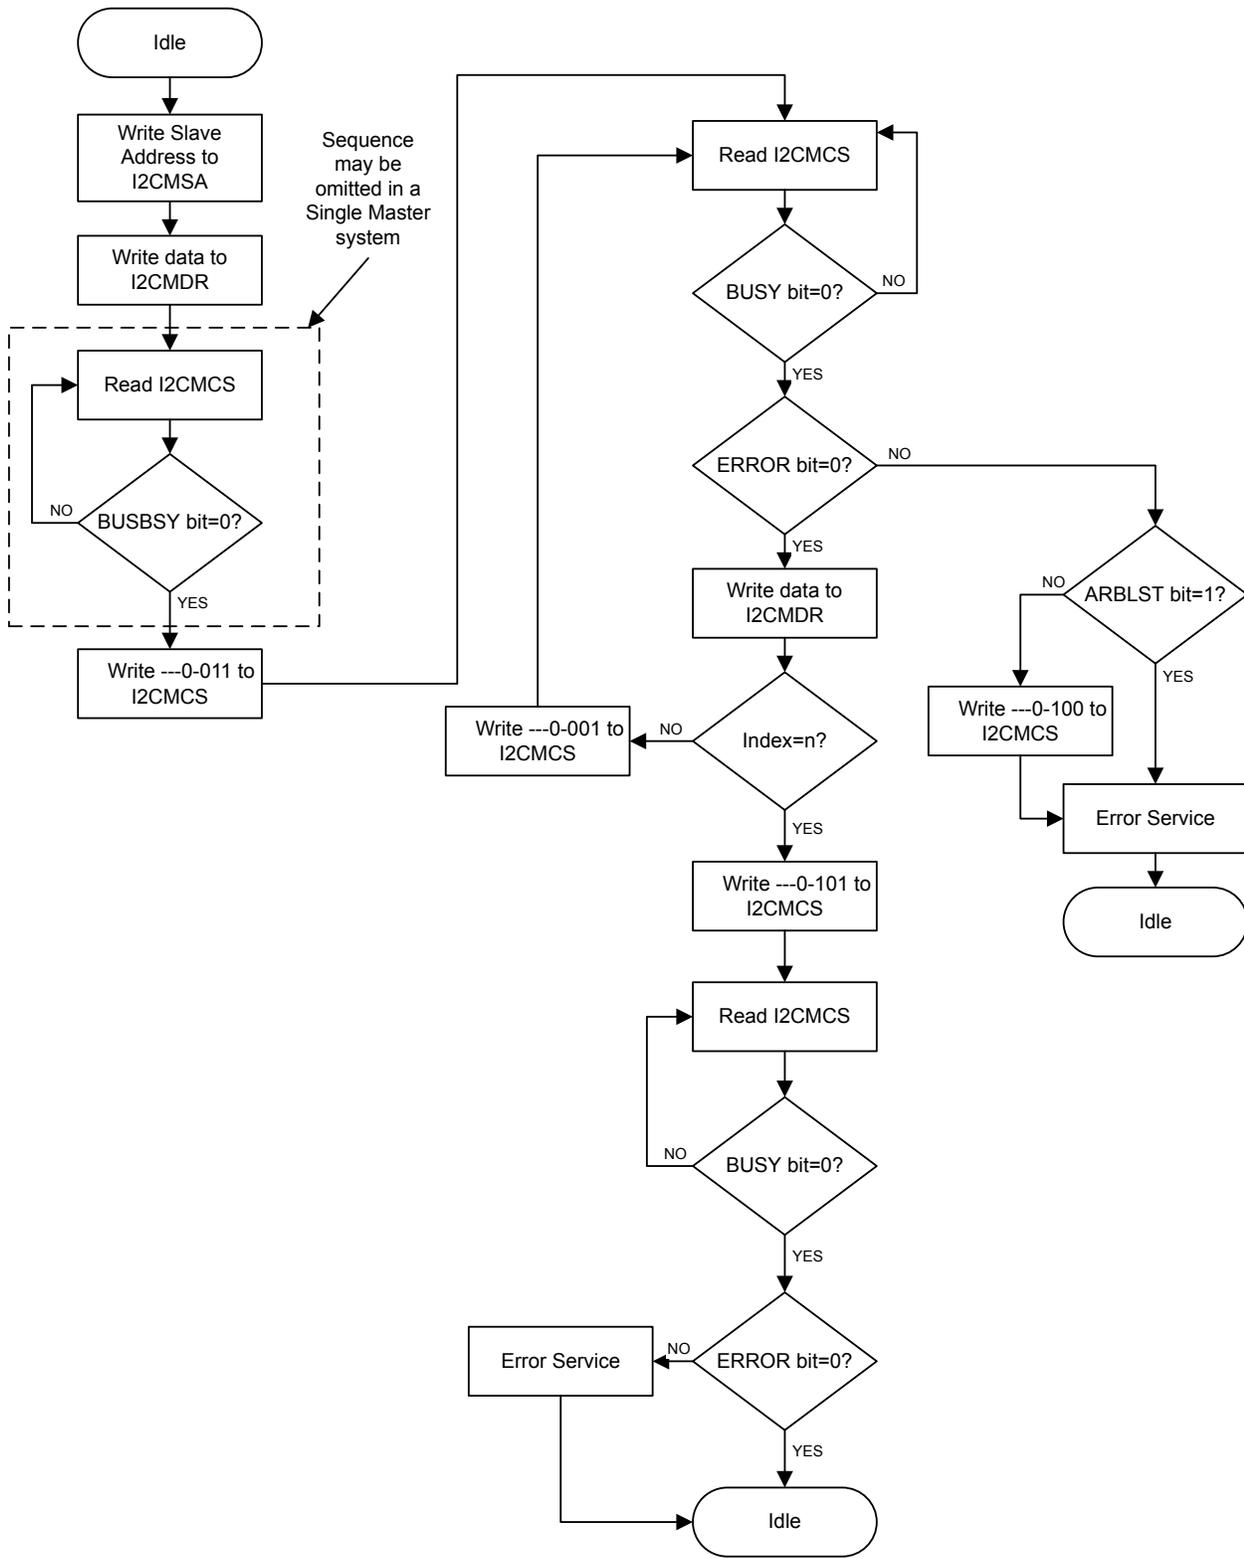 Idle
Write Slave
Address to
I2CMSA
Write data to
I2CMDR
Sequence
may be
omitted in a
Single Master
system
Read I2CMCS
BUSBSY bit=0?
NO
YES
Write ---0-011 to
I2CMCS
Read I2CMCS
BUSY bit=0?
NO
YES
ERROR bit=0?
NO
YES
Write data to
I2CMDR
Index=n?
NO
Write ---0-001 to
I2CMCS
YES
ARBLST bit=1?
NO
YES
Write ---0-100 to
I2CMCS
Error Service
Idle
Write ---0-101 to
I2CMCS
Read I2CMCS
BUSY bit=0?
NO
YES
ERROR bit=0?
NO
Error Service
YES
Idle